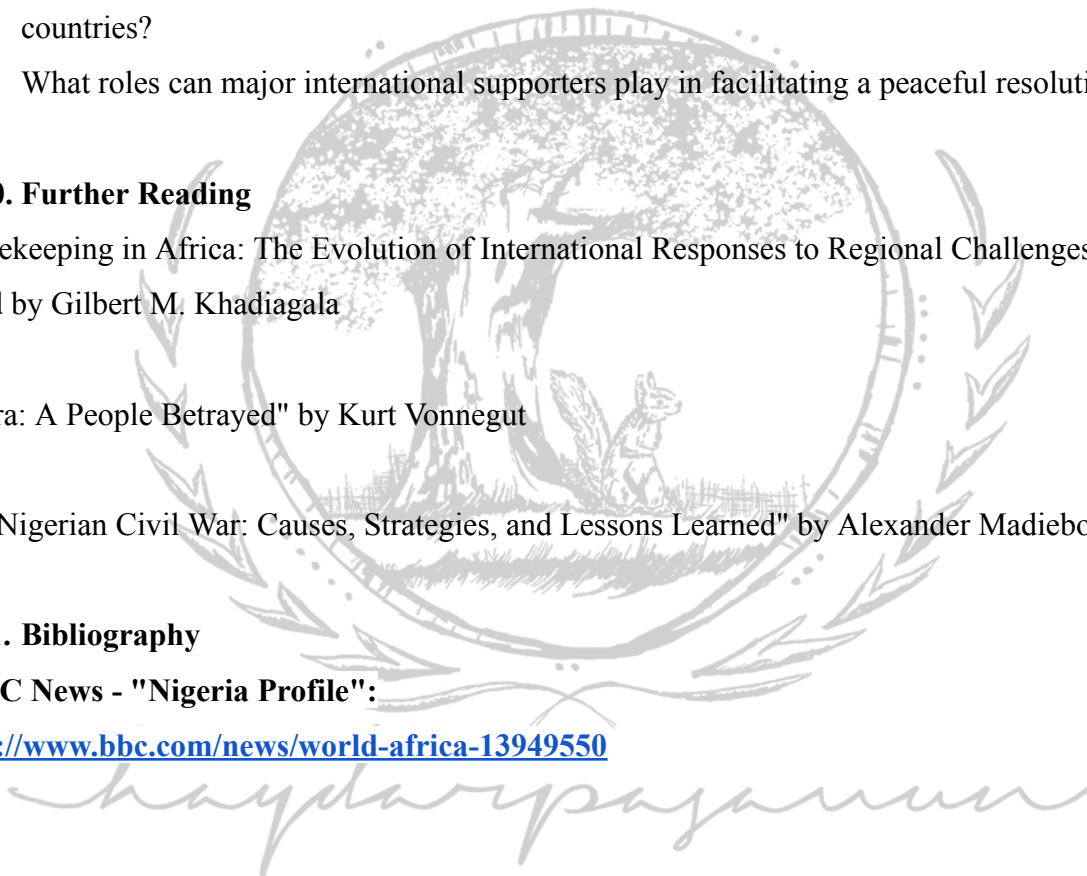 countries?
What roles can major international supporters play in facilitating a peaceful resoluti
0. Further Reading
ekeeping in Africa: The Evolution of International Responses to Regional Challenges
d by Gilbert M. Khadiagala
ra: A People Betrayed" by Kurt Vonnegut
Nigerian Civil War: Causes, Strategies, and Lessons Learned" by Alexander Madiebo
. Bibliography
C News - "Nigeria Profile":
://www.bbc.com/news/world-africa-13949550
haydarpaşamun